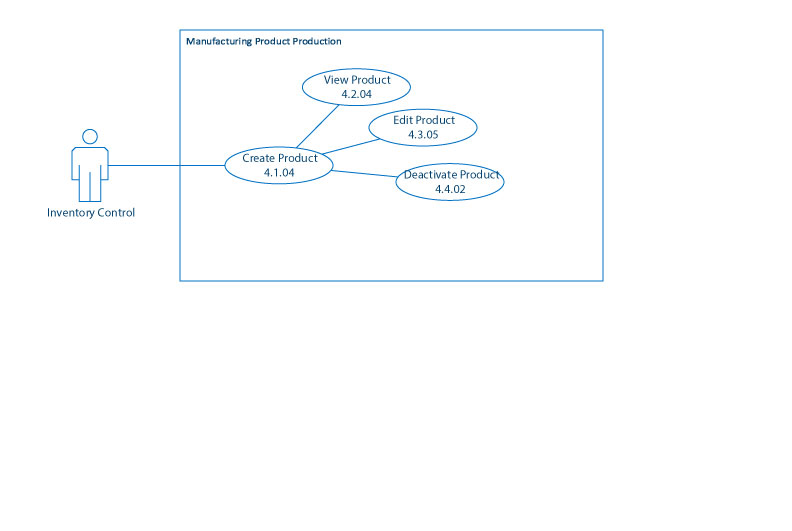 Manufacturing Product Production
View Product
4.2.04
Edit Product
4.3.05
Create Product
4.1.04
Deactivate Product
4.4.02
Inventory Control